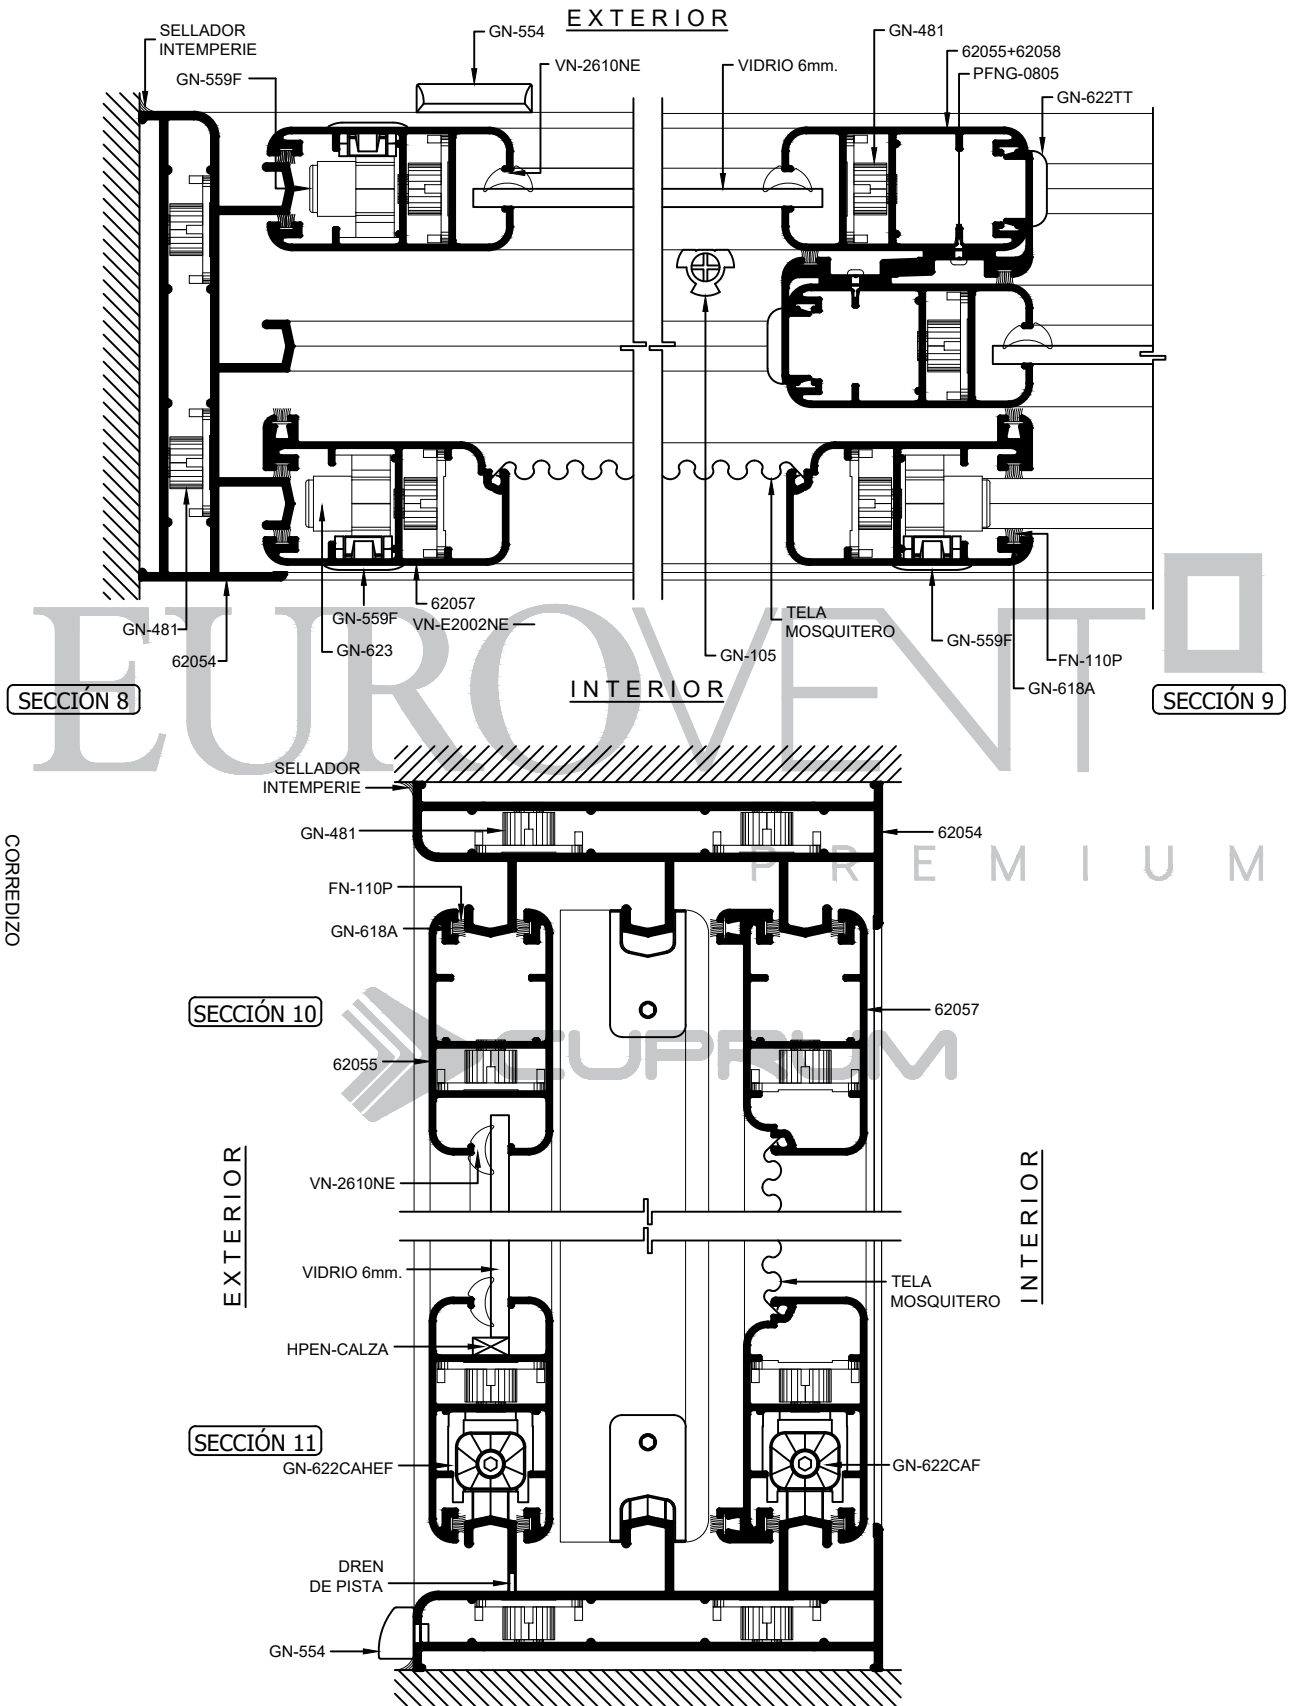 EXTERIOR
SELLADOR
INTEMPERIE
GN-554
GN-481
62055+62058
VN-2610NE
VIDRIO 6mm.
PFNG-0805
GN-559F
GN-622TT
GN-481
62054
GN-559F
GN-623
62057
VN-E2002NE
GN-105
TELA
MOSQUITERO
GN-559F
FN-110P
GN-618A
EUROVENT
SECCIÓN 8
INTERIOR
SECCIÓN 9
SELLADOR
INTEMPERIE
GN-481
62054
PREMIUM
CORREDIZO
FN-110P
GN-618A
SECCIÓN 10
62057
CUPRUM
62055
EXTERIOR
VN-2610NE
INTERIOR
VIDRIO 6mm.
TELA
MOSQUITERO
HPEN-CALZA
SECCIÓN 11
GN-622CAHEF
GN-622CAF
DREN
DE PISTA
GN-554